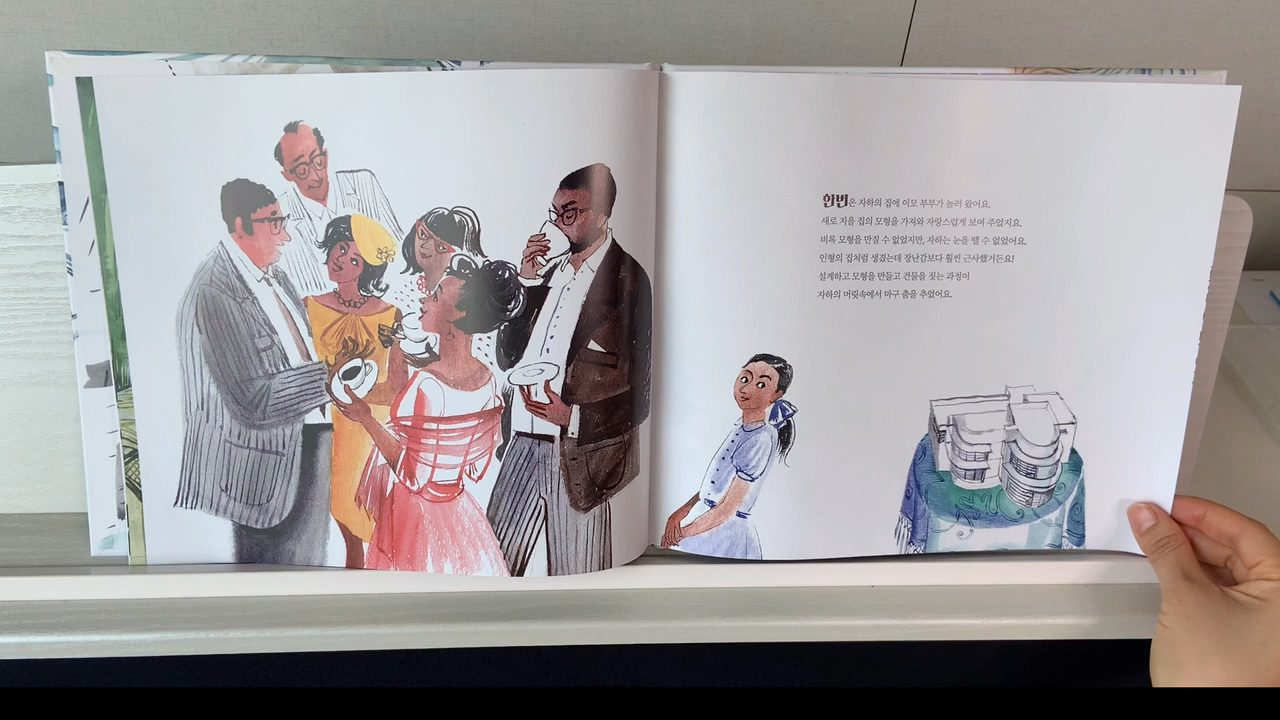 한번은 자하의 집에 이모 부부가 놀러 왔어요.
새로 지을 집의 모형을 가져와 자랑스럽게 보여 주었지요.
비록 모형을 만질 수 없었지만, 자하는 눈을 뗄 수 없었어요.
인형의 집처럼 생겼는데 장난감보다 훨씬 근사했거든요!
설계하고 모형을 만들고 건물을 짓는 과정이
자하의 머릿속에서 마구 춤을 추었어요.